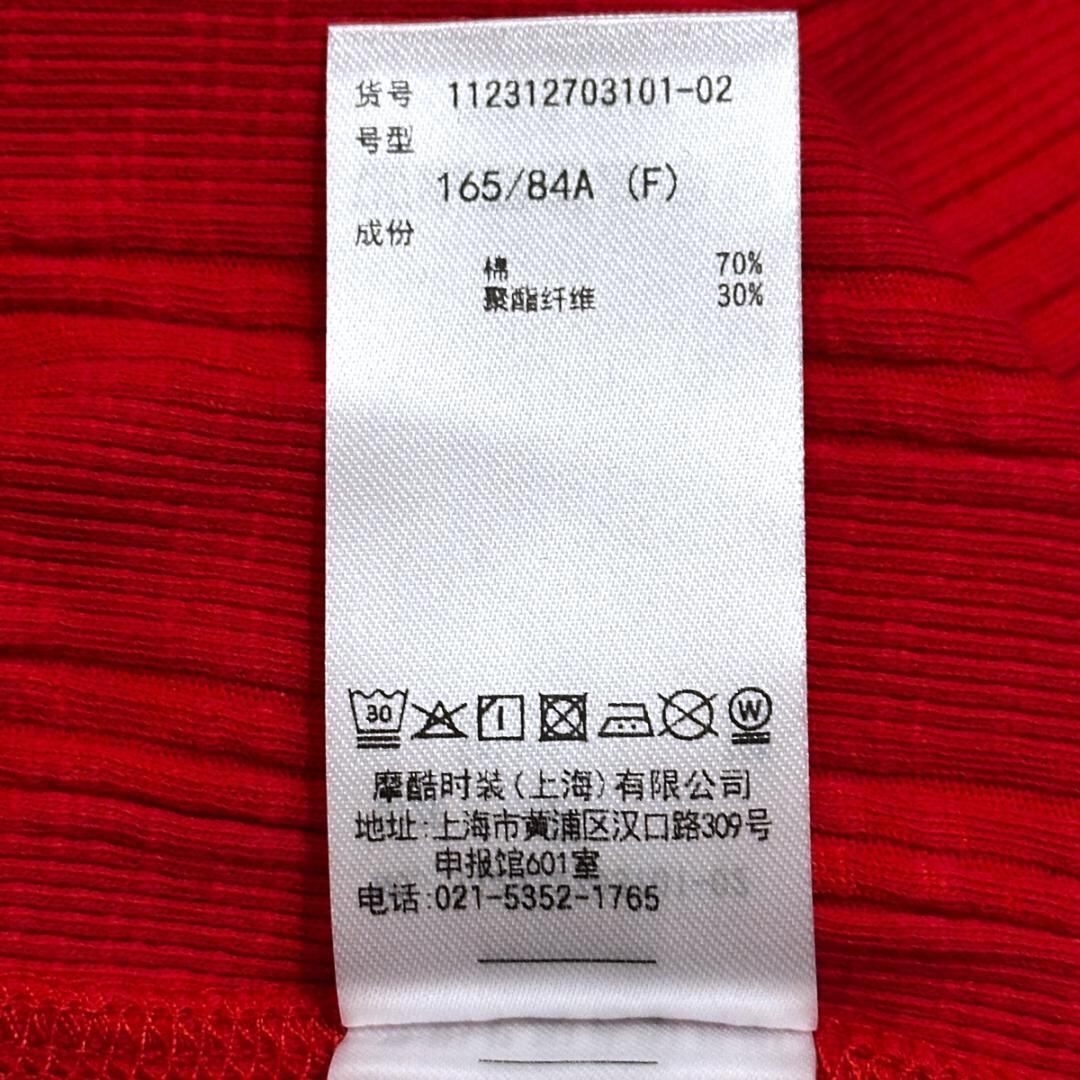 货号 112312703101-02
号型
165/84A (F)
成份
棉 70%
聚酯纤维 30%
30
W
摩酷时装(上海)有限公司
地址:上海市黄浦区汉口路309号
申报馆601室
电话:021-5352-1765